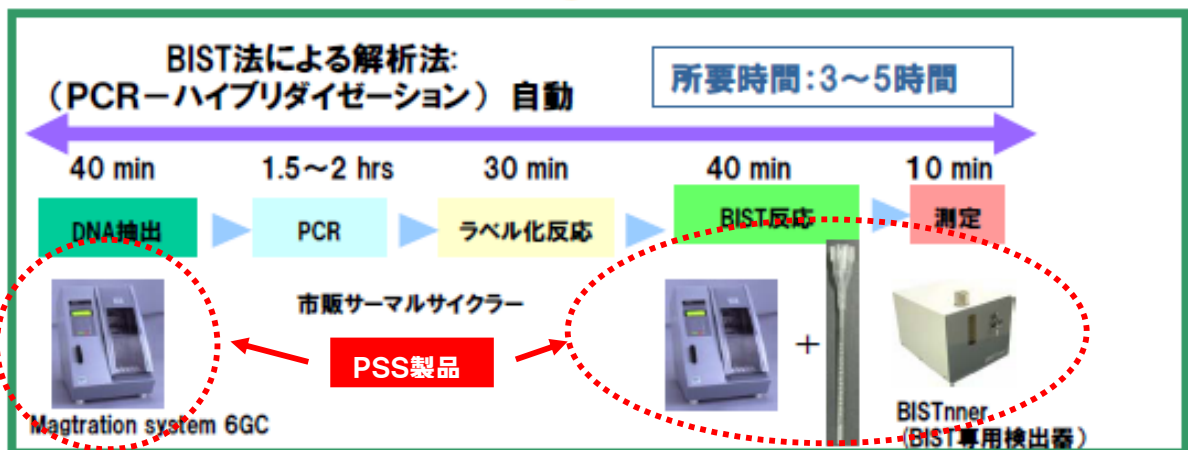 BIST法による解析法:
(PCR－ハイブリダイゼーション) 自動
所要時間:3～5時間
40 min
1.5～2 hrs
30 min
40 min
10 min
DNA抽出
PCR
ラベル化反応
BIST反応
測定
市販サーマルサイクラー
PSS製品
+
Magtration system 6GC
BISTnner
(BIST専用検出器)